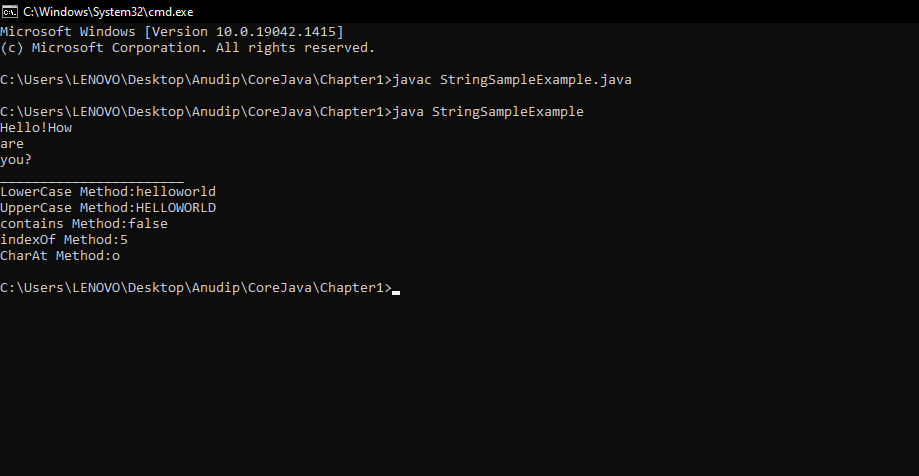 C:\Windows\System32\cmd.exe
Microsoft Windows [Version 10.0.19042.1415]
(c) Microsoft Corporation. All rights reserved.
C:\Users\LENOVO\Desktop\Anudip\CoreJava\Chapter1>javac StringSampleExample.java
C:\Users\LENOVO\Desktop\Anudip\CoreJava\Chapter1>java StringSampleExample
Hello!How
are
you?
_______________________
LowerCase Method:helloworld
UpperCase Method:HELLOWORLD
contains Method:false
indexOf Method:5
CharAt Method:o
C:\Users\LENOVO\Desktop\Anudip\CoreJava\Chapter1>